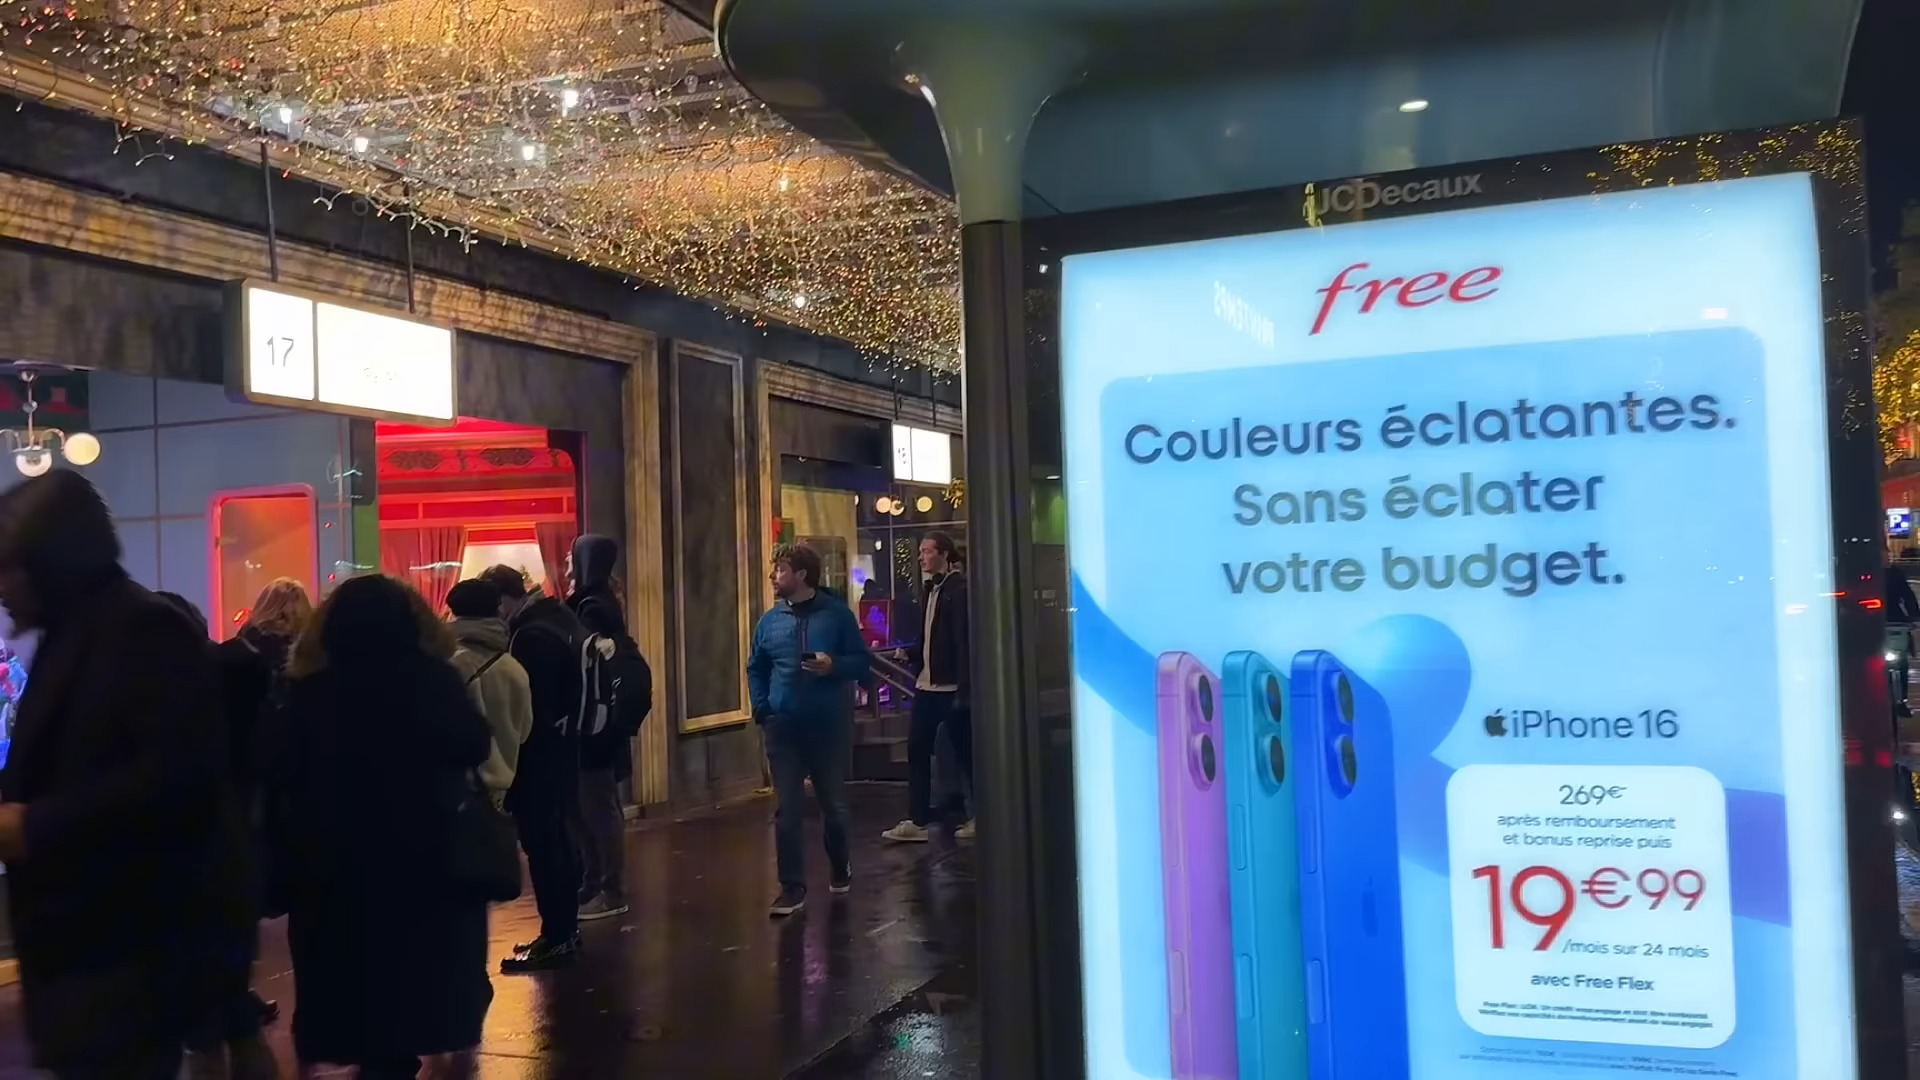 17
JCDecaux
free
PRINTEMPS
Couleurs éclatantes.
Sans éclater
votre budget.
iPhone 16
269€
après remboursement
et bonus reprise puis
19€99
/mois sur 24 mois
avec Free Flex
P